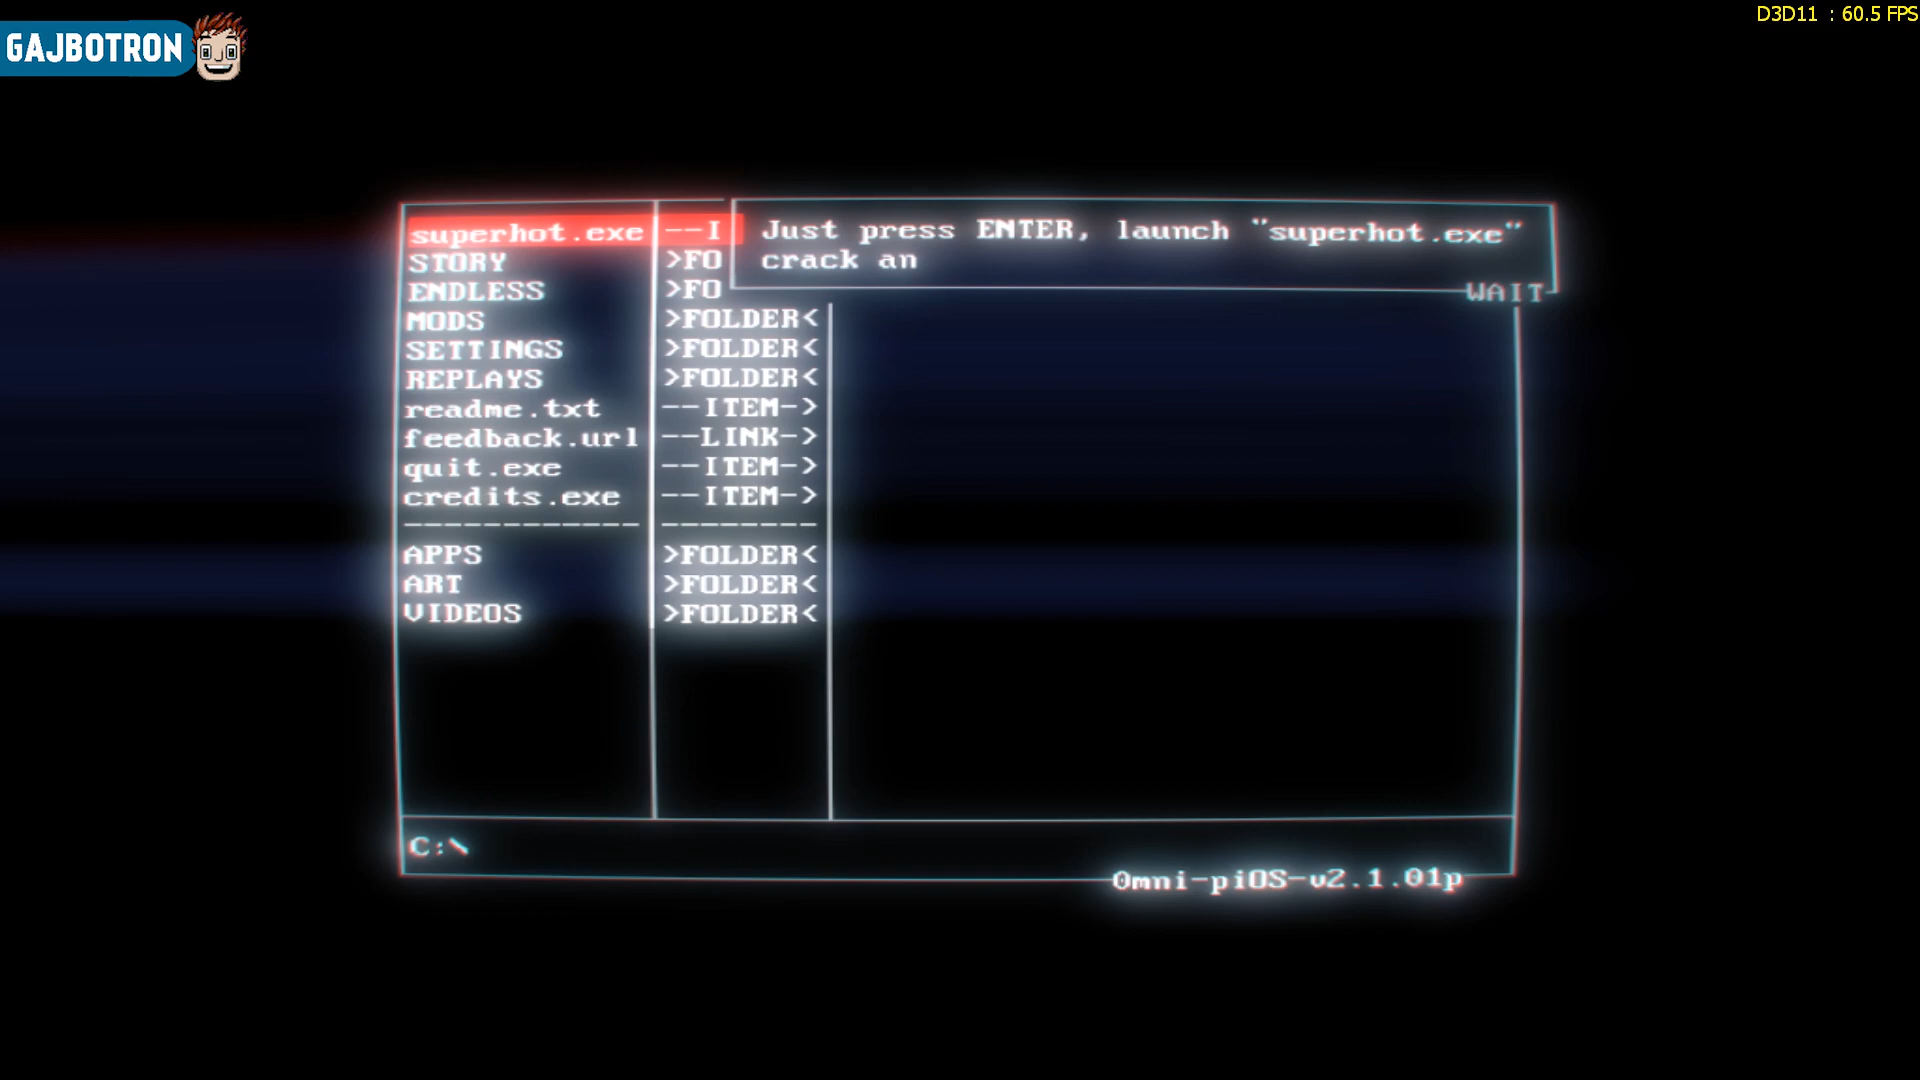 GAJBOTRON
D3D11 : 60.5 FPS
superhot.exe --I
STORY >FO
ENDLESS >FO
MODS >FOLDER<
SETTINGS >FOLDER<
REPLAYS >FOLDER<
readme.txt --ITEM->
feedback.url --LINK->
quit.exe --ITEM->
credits.exe --ITEM->
------------ --------
APPS >FOLDER<
ART >FOLDER<
VIDEOS >FOLDER<
Just press ENTER, launch "superhot.exe"
crack an
WAIT
C:\
0mni-piOS-v2.1.01p